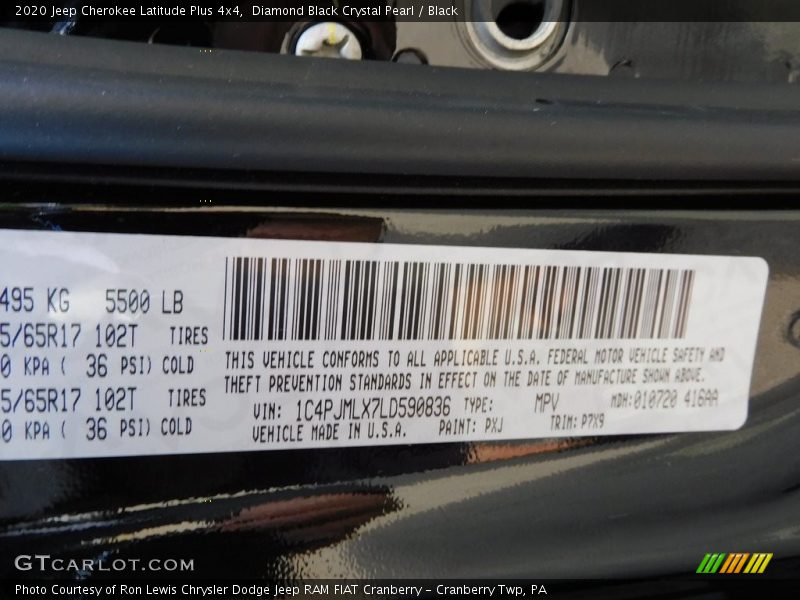 2020 Jeep Cherokee Latitude Plus 4x4, Diamond Black Crystal Pearl / Black
495 KG 5500 LB
5/65R17 102T TIRES
0 KPA ( 36 PSI) COLD
5/65R17 102T TIRES
0 KPA ( 36 PSI) COLD
THIS VEHICLE CONFORMS TO ALL APPLICABLE U.S.A. FEDERAL MOTOR VEHICLE SAFETY AND
THEFT PREVENTION STANDARDS IN EFFECT ON THE DATE OF MANUFACTURE SHOWN ABOVE.
VIN: 1C4PJMLX7LD590836 TYPE: MPV MDH:010720 416AA
VEHICLE MADE IN U.S.A. PAINT: PXJ TRIM: P7X9
GTCARLOT.COM
Photo Courtesy of Ron Lewis Chrysler Dodge Jeep RAM FIAT Cranberry - Cranberry Twp, PA